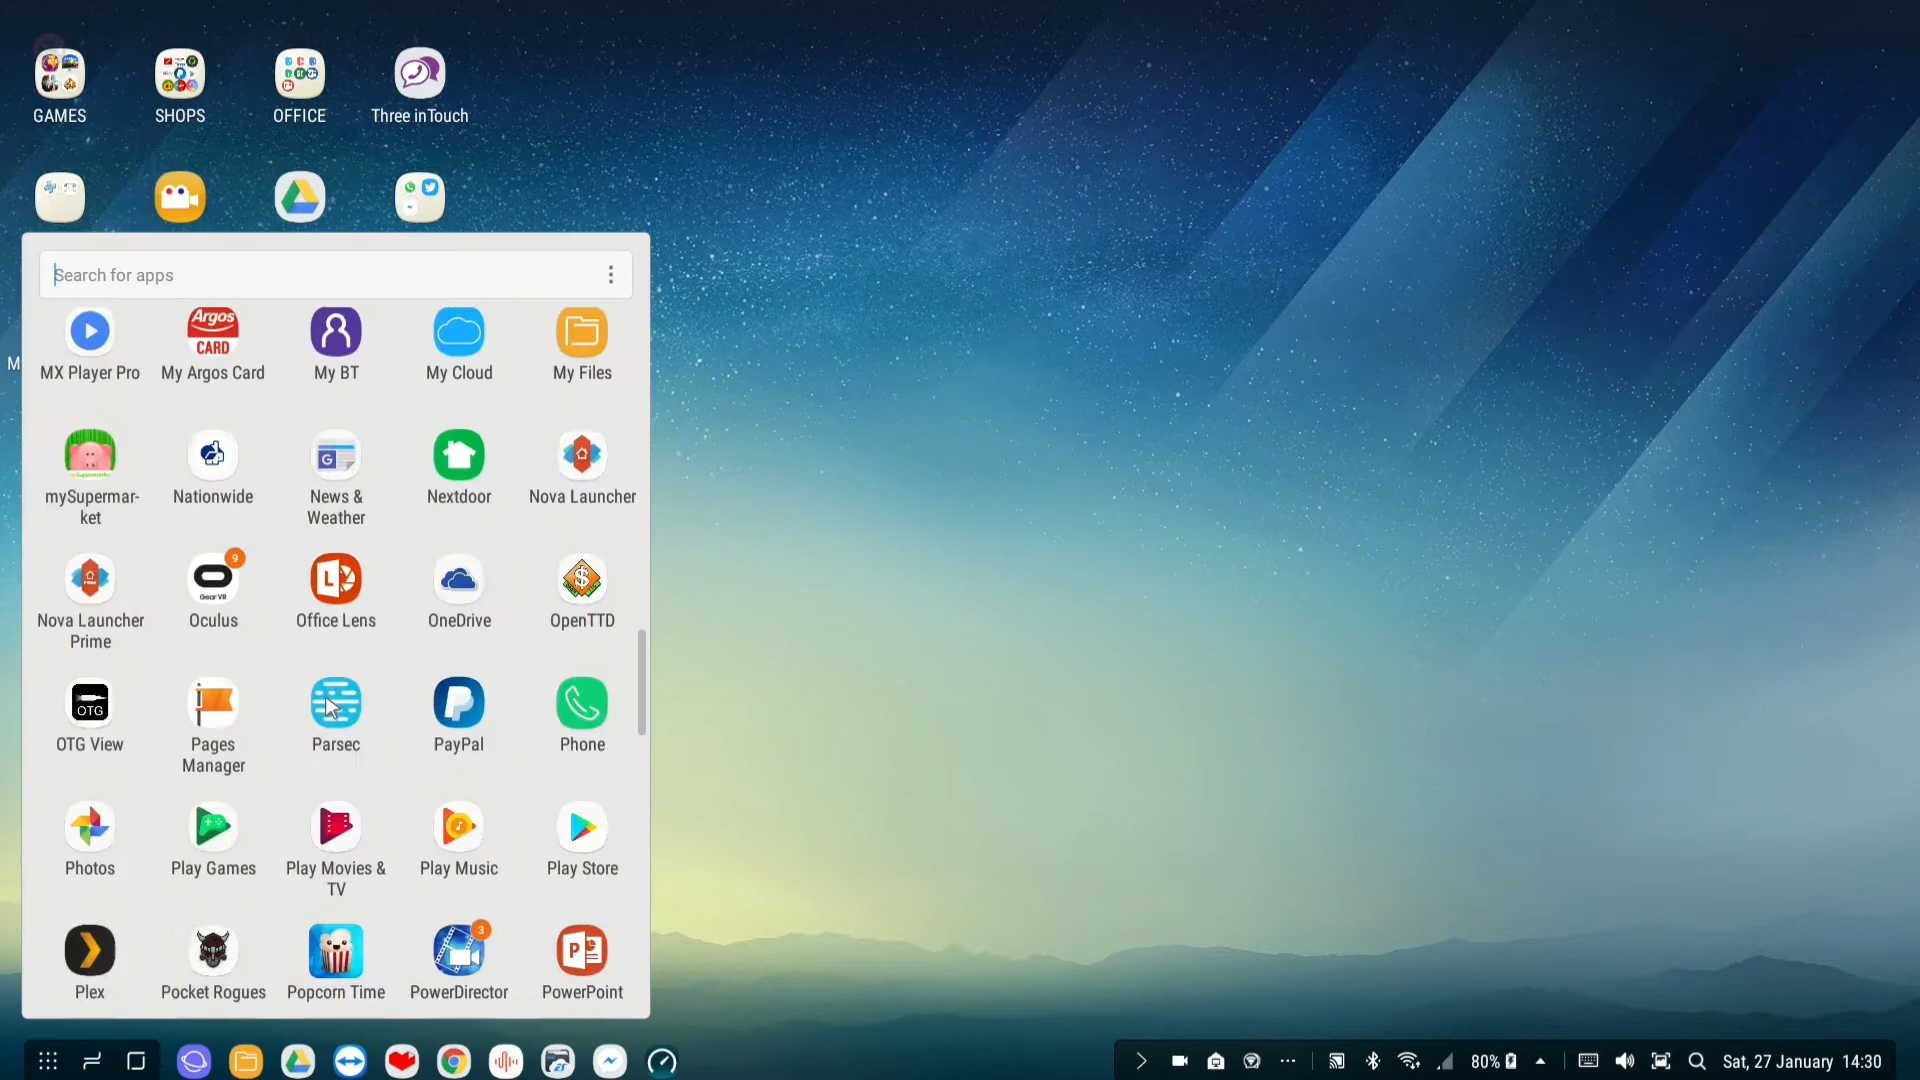 GAMES
SHOPS
OFFICE
Three inTouch
M
Search for apps
Argos
CARD
MX Player Pro
My Argos Card
My BT
My Cloud
My Files
G
mySupermar-
ket
Nationwide
News &
Weather
Nextdoor
Nova Launcher
9
Gear VR
L
$
Nova Launcher
Prime
Oculus
Office Lens
OneDrive
OpenTTD
OTG
OTG View
Pages
Manager
Parsec
PayPal
Phone
Photos
Play Games
Play Movies &
TV
Play Music
Play Store
3
P
Plex
Pocket Rogues
Popcorn Time
PowerDirector
PowerPoint
80%
Sat, 27 January 14:30